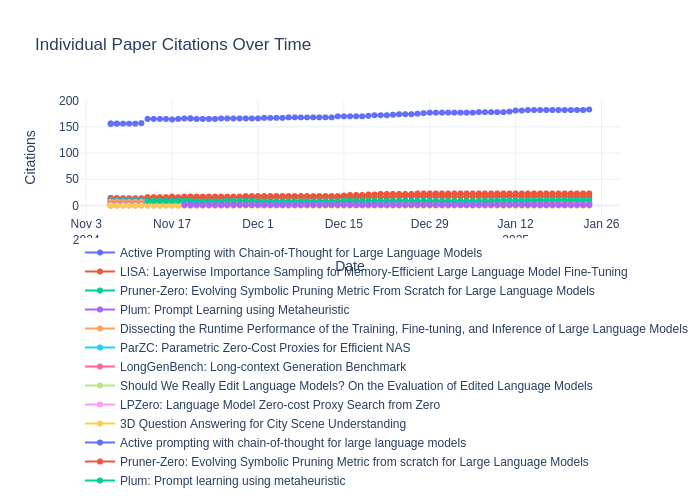 Individual Paper Citations Over Time
Citations
200
150
100
50
0
Nov 3
2024
Nov 17
Dec 1
Dec 15
Dec 29
Jan 12
2025
Jan 26
Date
Active Prompting with Chain-of-Thought for Large Language Models
LISA: Layerwise Importance Sampling for Memory-Efficient Large Language Model Fine-Tuning
Pruner-Zero: Evolving Symbolic Pruning Metric From Scratch for Large Language Models
Plum: Prompt Learning using Metaheuristic
Dissecting the Runtime Performance of the Training, Fine-tuning, and Inference of Large Language Models
ParZC: Parametric Zero-Cost Proxies for Efficient NAS
LongGenBench: Long-context Generation Benchmark
Should We Really Edit Language Models? On the Evaluation of Edited Language Models
LPZero: Language Model Zero-cost Proxy Search from Zero
3D Question Answering for City Scene Understanding
Active prompting with chain-of-thought for large language models
Pruner-Zero: Evolving Symbolic Pruning Metric from scratch for Large Language Models
Plum: Prompt learning using metaheuristic